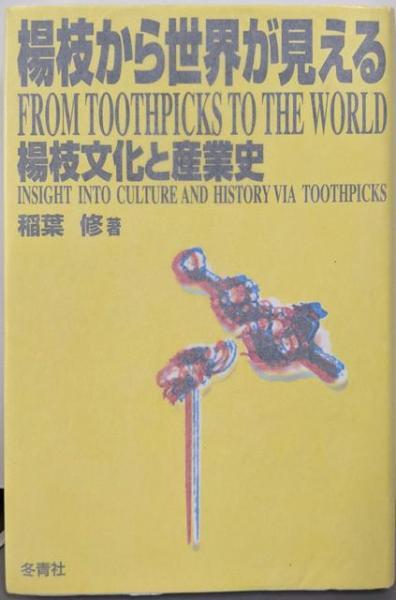 楊枝から世界が見える
FROM TOOTHPICKS TO THE WORLD
楊枝文化と産業史
INSIGHT INTO CULTURE AND HISTORY VIA TOOTHPICKS
稲葉 修著
冬青社